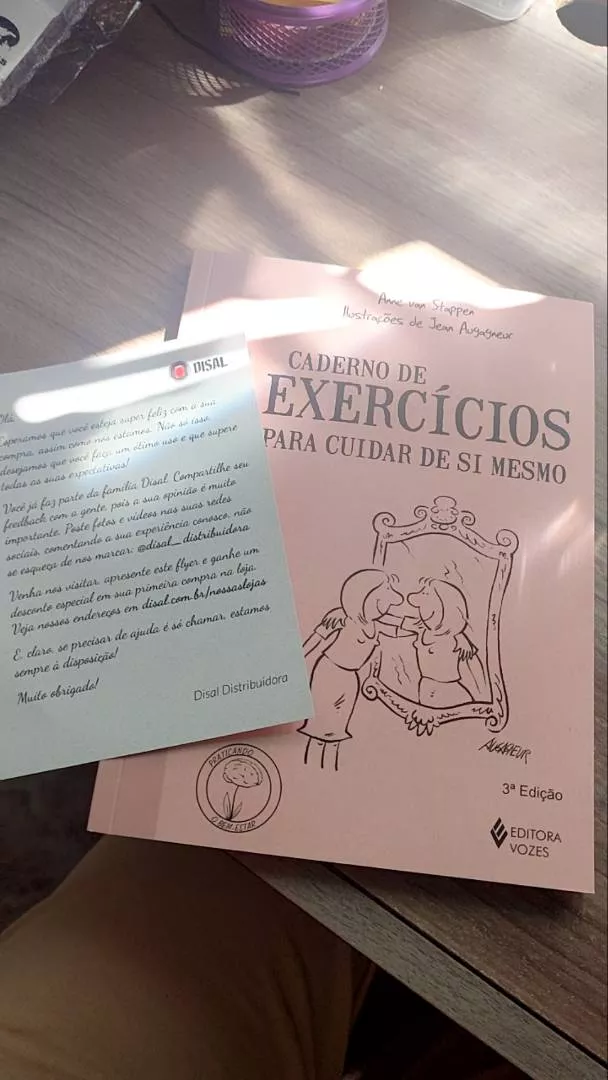 Anne van Stappen
Ilustrações de Jean Augagneur
CADERNO DE
EXERCÍCIOS
PARA CUIDAR DE SI MESMO
AUGAGNEUR
3ª Edição
EDITORA
VOZES
PRATICANDO
O BEM-ESTAR
DISAL
Olá,
Esperamos que você esteja super feliz com a sua
compra, assim como nós estamos. Não só isso,
desejamos que você faça um ótimo uso e que supere
todas as suas expectativas!
Você já faz parte da família Disal. Compartilhe seu
feedback com a gente, pois a sua opinião é muito
importante. Poste fotos e vídeos nas suas redes
sociais, comentando a sua experiência conosco, não
se esqueça de nos marcar: @disal_distribuidora
Venha nos visitar, apresente este flyer e ganhe um
desconto especial em sua primeira compra na loja.
Veja nossos endereços em disal.com.br/nossaslojas
E, claro, se precisar de ajuda é só chamar, estamos
sempre à disposição!
Muito obrigado!
Disal Distribuidora